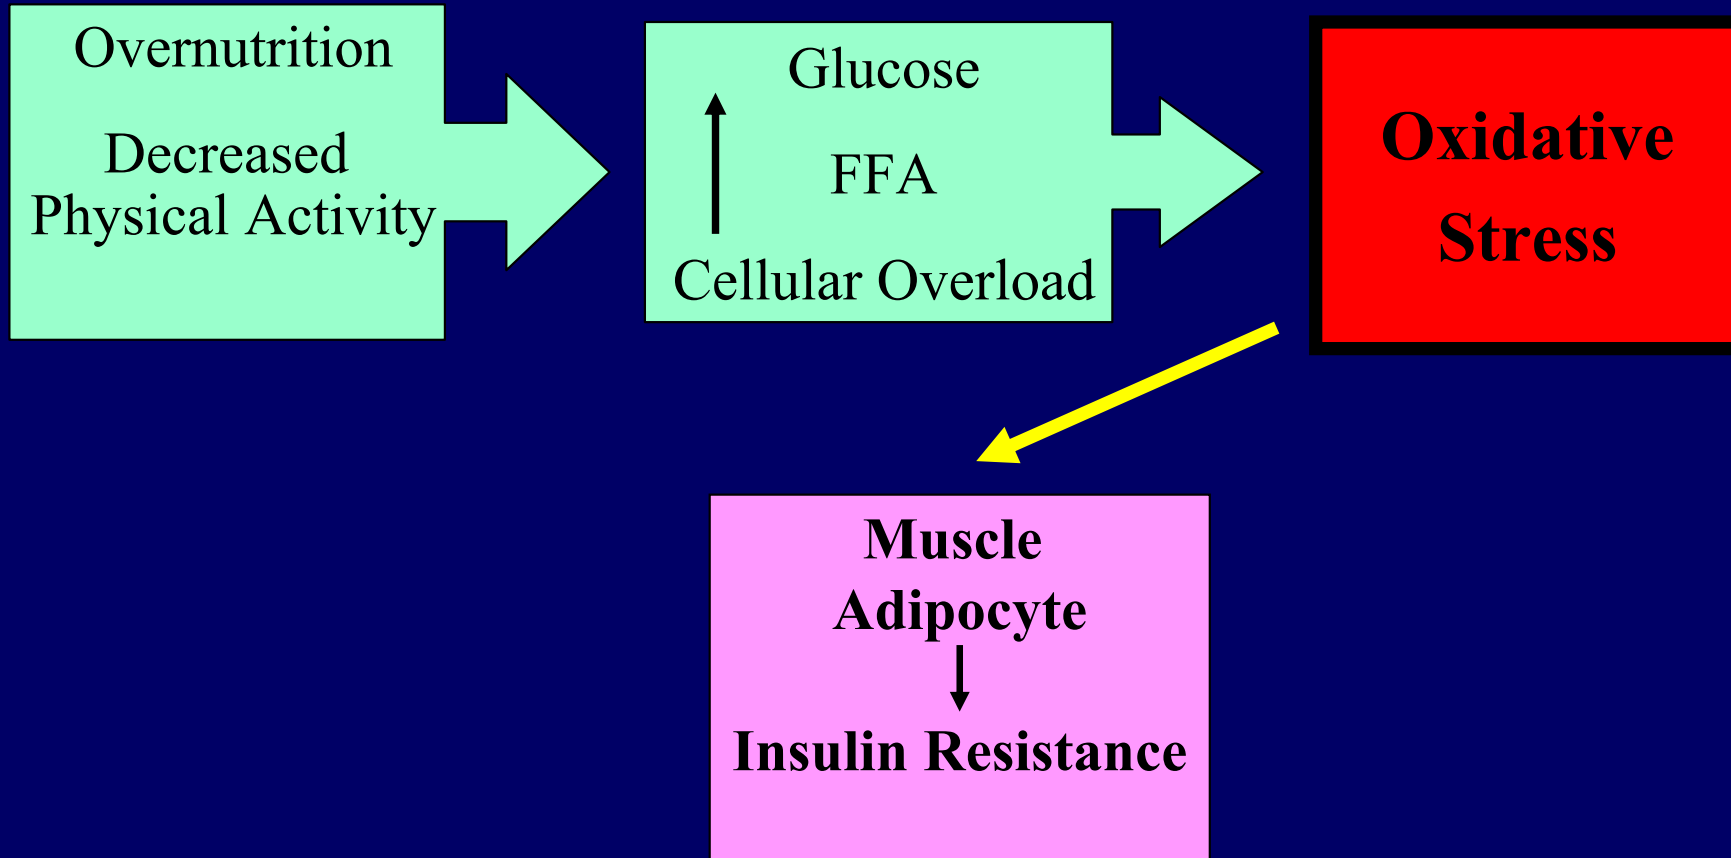 Overnutrition
Decreased
Physical Activity
Glucose
FFA
Cellular Overload
Oxidative
Stress
Muscle
Adipocyte
Insulin Resistance